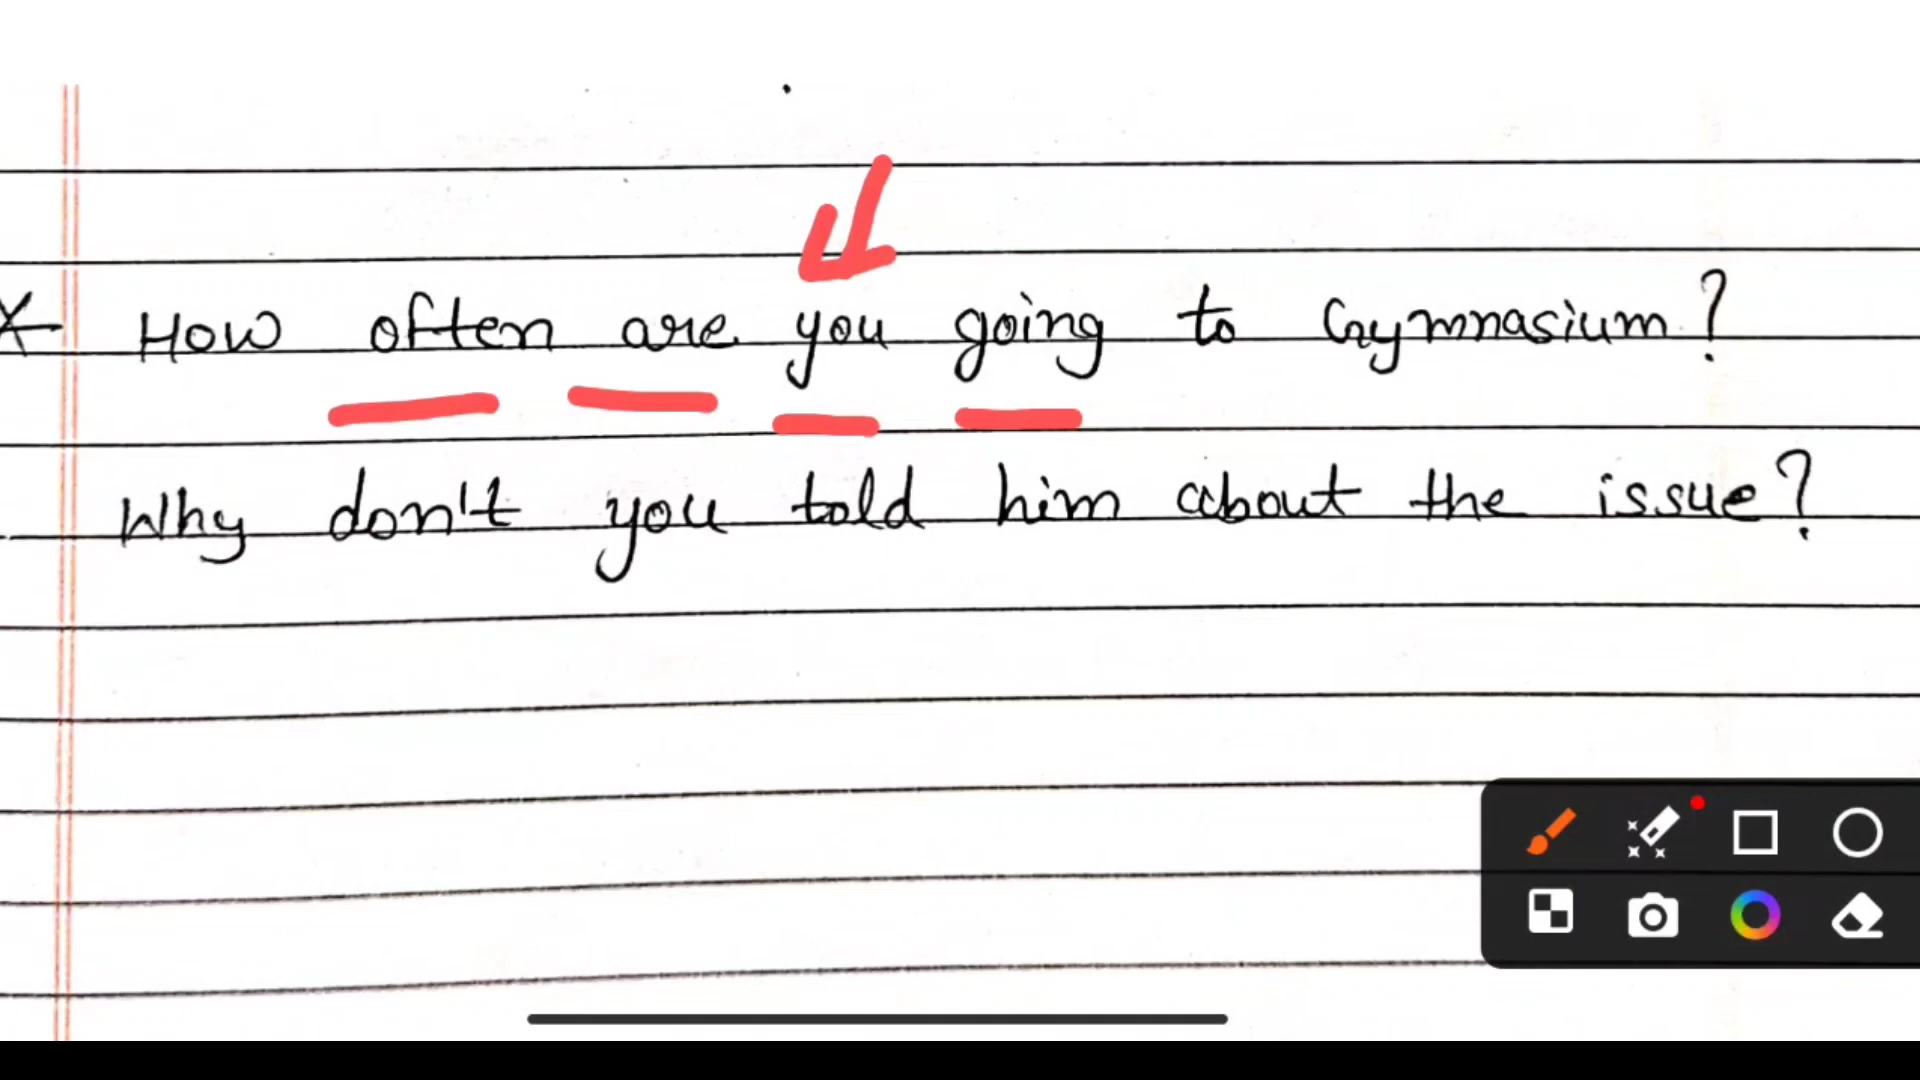 How often are you going to Gymnasium?
Why don't you told him about the issue?